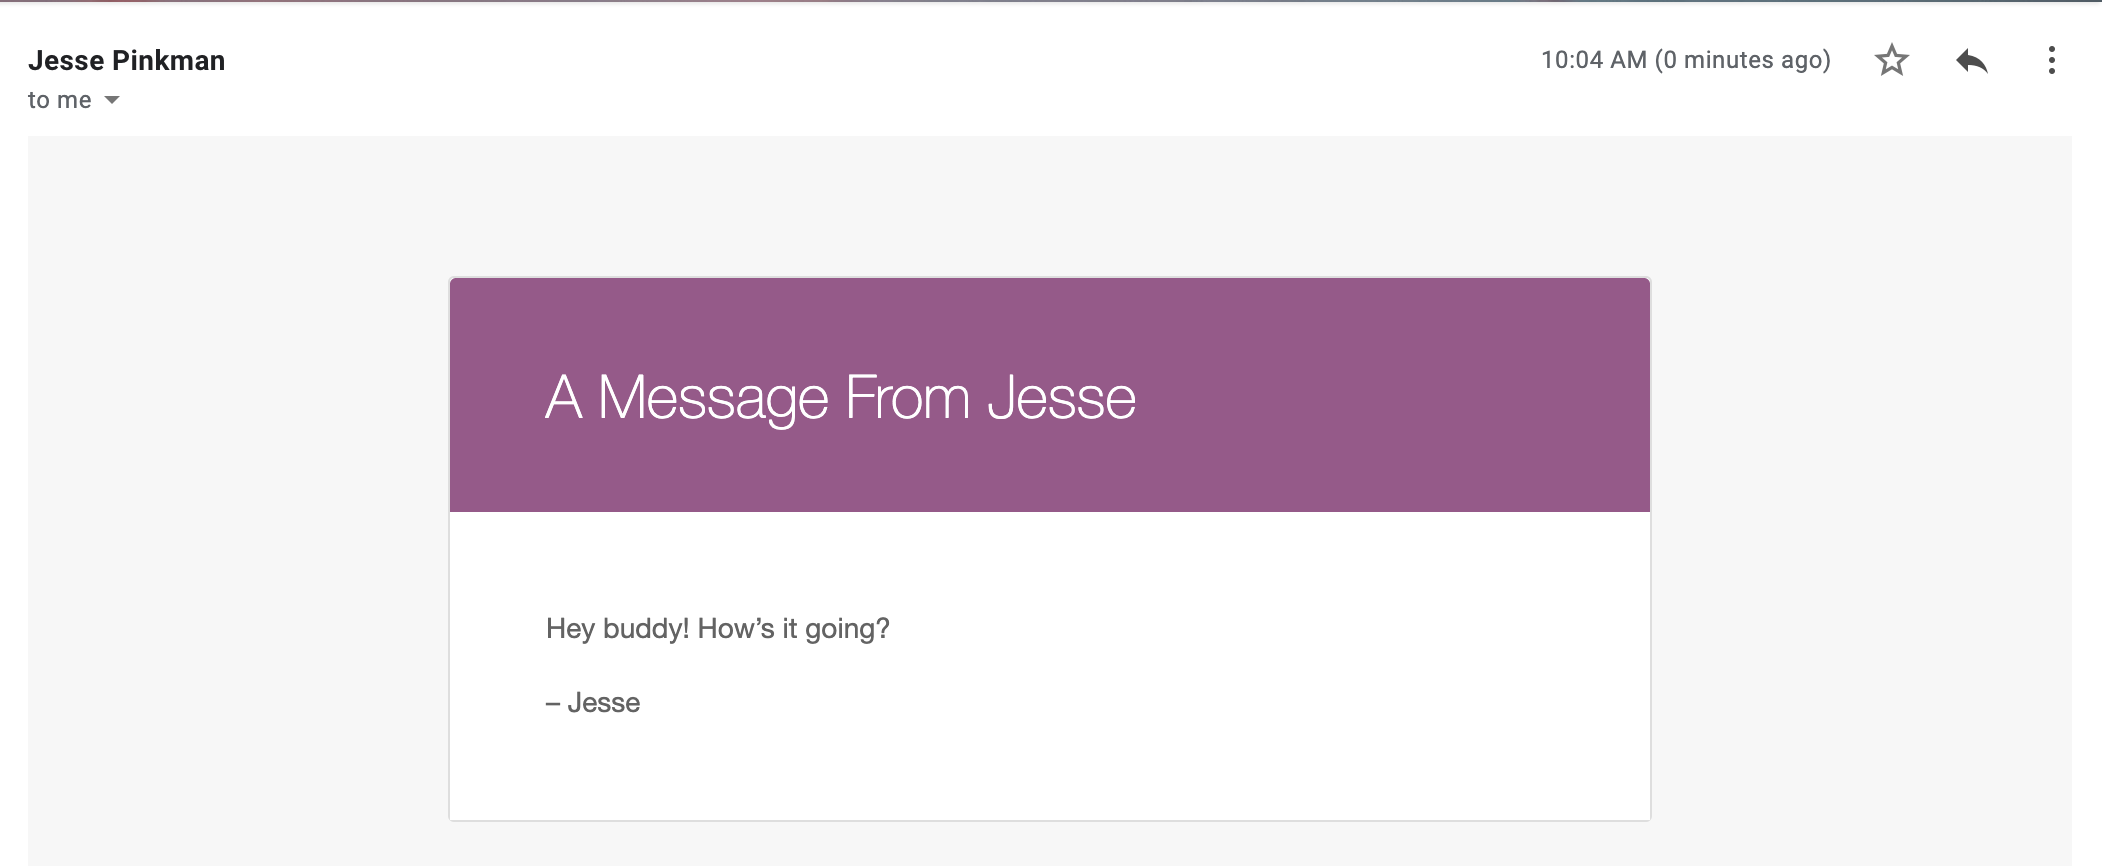 Jesse Pinkman
10:04 AM (0 minutes ago)
to me
A Message From Jesse
Hey buddy! How’s it going?
– Jesse